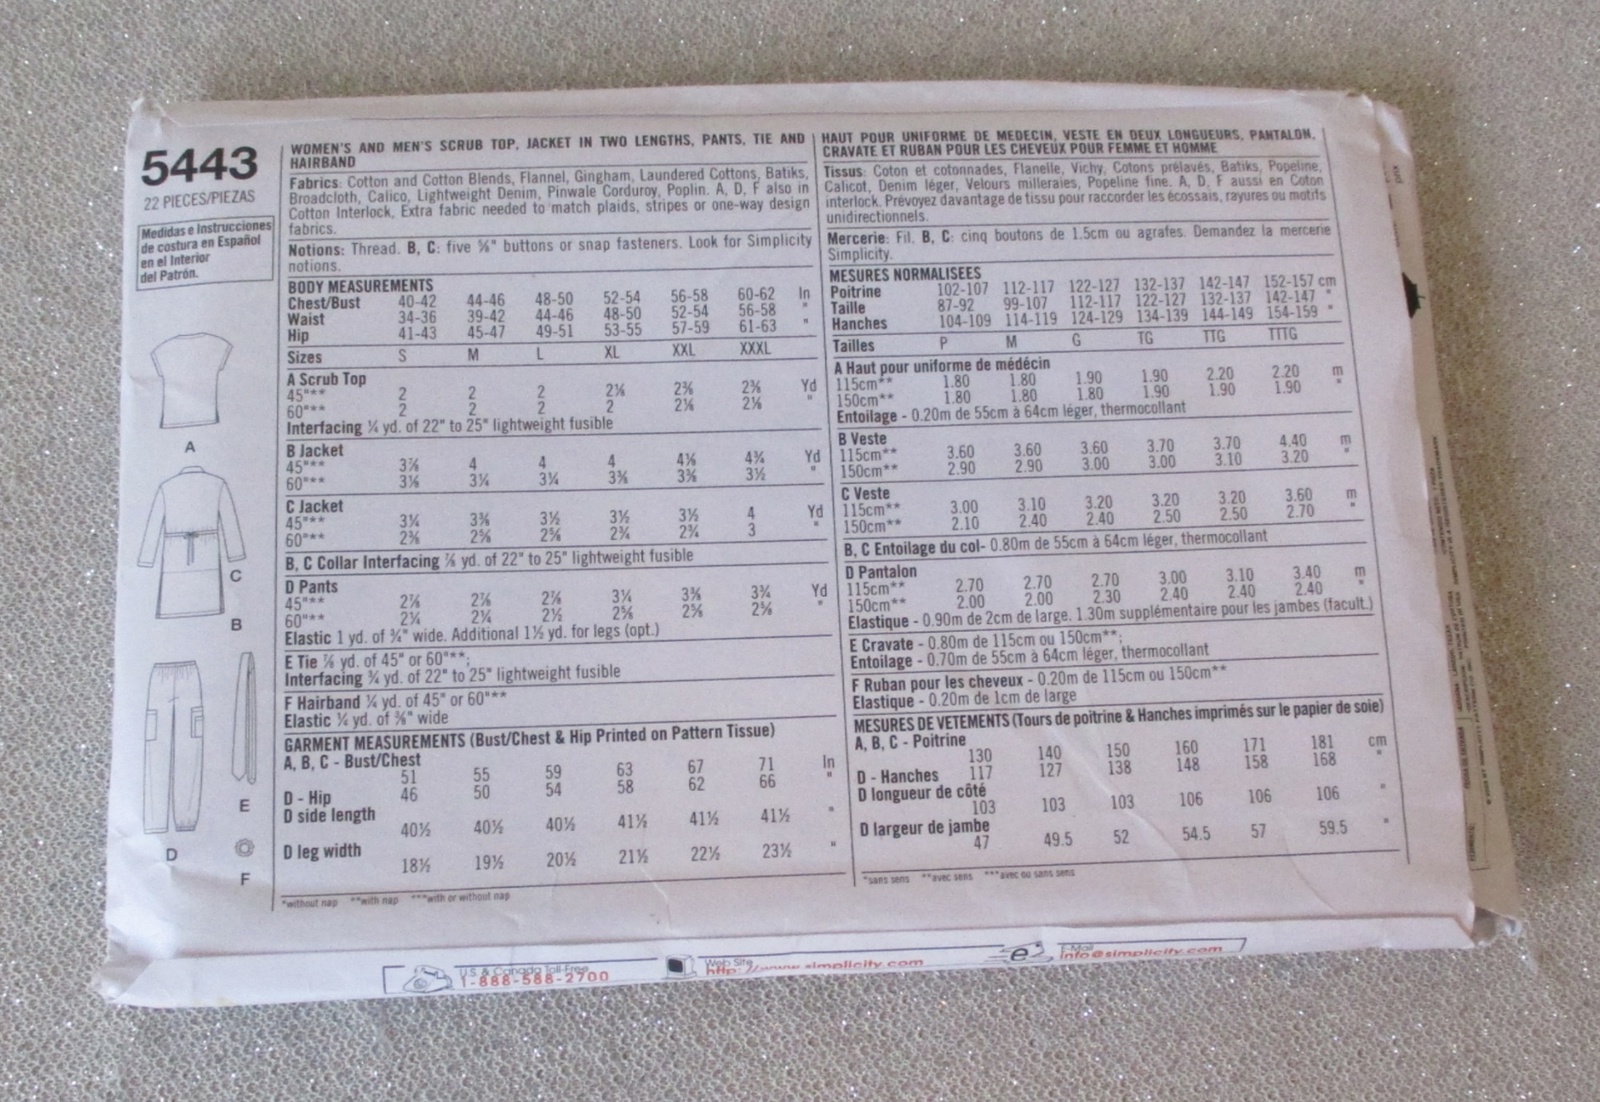 5443
22 PIECES/PIEZAS
Medidas e Instrucciones
de costura en Español
en el Interior
del Patrón.
A
C
B
E
D
F
WOMEN'S AND MEN'S SCRUB TOP, JACKET IN TWO LENGTHS, PANTS, TIE AND
HAIRBAND
Fabrics: Cotton and Cotton Blends, Flannel, Gingham, Laundered Cottons, Batiks,
Broadcloth, Calico, Lightweight Denim, Pinwale Corduroy, Poplin. A, D, F also in
Cotton Interlock, Extra fabric needed to match plaids, stripes or one-way design
fabrics.
Notions: Thread. B, C: five ⅝" buttons or snap fasteners. Look for Simplicity
notions.
BODY MEASUREMENTS
Chest/Bust 40-42 44-46 48-50 52-54 56-58 60-62 In
Waist 34-36 39-42 44-46 48-50 52-54 56-58 "
Hip 41-43 45-47 49-51 53-55 57-59 61-63 "
Sizes S M L XL XXL XXXL
A Scrub Top
45"*** 2 2 2 2⅛ 2⅜ 2⅜ Yd
60"*** 2 2 2 2 2⅛ 2⅛ "
Interfacing ¼ yd. of 22" to 25" lightweight fusible
B Jacket
45"*** 3⅞ 4 4 4 4⅛ 4¾ Yd
60"*** 3⅛ 3¼ 3¼ 3⅜ 3⅜ 3½ "
C Jacket
45"*** 3¼ 3⅜ 3½ 3½ 3½ 4 Yd
60"*** 2⅜ 2⅝ 2⅝ 2¾ 2¾ 3 "
B, C Collar Interfacing ⅞ yd. of 22" to 25" lightweight fusible
D Pants
45"*** 2⅞ 2⅞ 2⅞ 3¼ 3⅜ 3¾ Yd
60"*** 2¼ 2¼ 2½ 2⅝ 2⅝ 2⅝ "
Elastic 1 yd. of ¾" wide. Additional 1½ yd. for legs (opt.)
E Tie ⅞ yd. of 45" or 60"**;
Interfacing ¾ yd. of 22" to 25" lightweight fusible
F Hairband ¼ yd. of 45" or 60"**
Elastic ¼ yd. of ⅜" wide
GARMENT MEASUREMENTS (Bust/Chest & Hip Printed on Pattern Tissue)
A, B, C - Bust/Chest
51 55 59 63 67 71 In
D - Hip 46 50 54 58 62 66 "
D side length
40½ 40½ 40½ 41½ 41½ 41½ "
D leg width
18½ 19½ 20½ 21½ 22½ 23½ "
*without nap **with nap ***with or without nap
HAUT POUR UNIFORME DE MEDECIN, VESTE EN DEUX LONGUEURS, PANTALON,
CRAVATE ET RUBAN POUR LES CHEVEUX POUR FEMME ET HOMME
Tissus: Coton et cotonnades, Flanelle, Vichy, Cotons prélavés, Batiks, Popeline,
Calicot, Denim léger, Velours milleraies, Popeline fine. A, D, F aussi en Coton
interlock. Prévoyez davantage de tissu pour raccorder les écossais, rayures ou motifs
unidirectionnels.
Mercerie: Fil. B, C: cinq boutons de 1.5cm ou agrafes. Demandez la mercerie
Simplicity.
MESURES NORMALISEES
Poitrine 102-107 112-117 122-127 132-137 142-147 152-157 cm
Taille 87-92 99-107 112-117 122-127 132-137 142-147 "
Hanches 104-109 114-119 124-129 134-139 144-149 154-159 "
Tailles P M G TG TTG TTTG
A Haut pour uniforme de médécin
115cm** 1.80 1.80 1.90 1.90 2.20 2.20 m
150cm** 1.80 1.80 1.80 1.90 1.90 1.90 "
Entoilage - 0.20m de 55cm à 64cm léger, thermocollant
B Veste
115cm** 3.60 3.60 3.60 3.70 3.70 4.40 m
150cm** 2.90 2.90 3.00 3.00 3.10 3.20 "
C Veste
115cm** 3.00 3.10 3.20 3.20 3.20 3.60 m
150cm** 2.10 2.40 2.40 2.50 2.50 2.70 "
B, C Entoilage du col- 0.80m de 55cm à 64cm léger, thermocollant
D Pantalon
115cm** 2.70 2.70 2.70 3.00 3.10 3.40 m
150cm** 2.00 2.00 2.30 2.40 2.40 2.40 "
Elastique - 0.90m de 2cm de large. 1.30m supplémentaire pour les jambes (facult.)
E Cravate - 0.80m de 115cm ou 150cm**;
Entoilage - 0.70m de 55cm à 64cm léger, thermocollant
F Ruban pour les cheveux - 0.20m de 115cm ou 150cm**
Elastique - 0.20m de 1cm de large
MESURES DE VETEMENTS (Tours de poitrine & Hanches imprimés sur le papier de soie)
A, B, C - Poitrine
130 140 150 160 171 181 cm
D - Hanches 117 127 138 148 158 168 "
D longueur de côté
103 103 103 106 106 106 "
D largeur de jambe
47 49.5 52 54.5 57 59.5 "
*sans sens **avec sens ***avec ou sans sens
U.S. & Canada Toll-Free
1-888-588-2700
Web Site
http://www.simplicity.com
E-Mail
info@simplicity.com